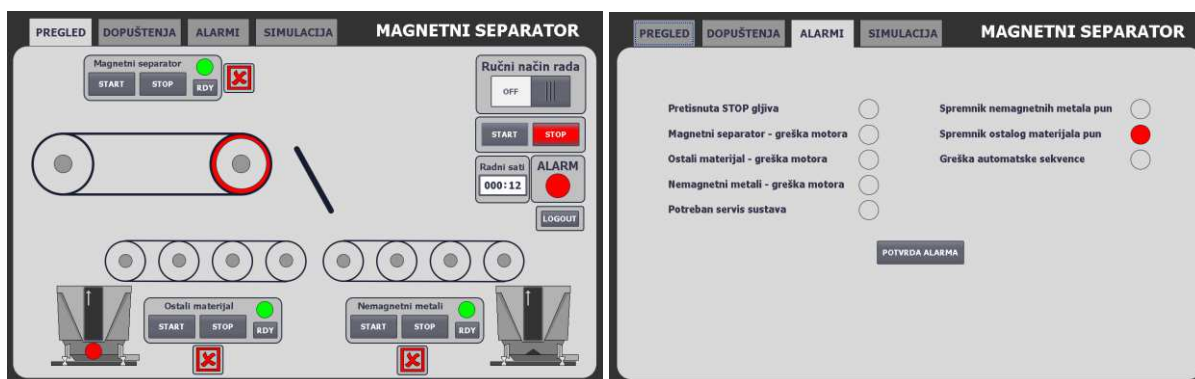 PREGLED DOPUŠTENJA ALARMI SIMULACIJA MAGNETNI SEPARATOR
Magnetni separator
START STOP RDY
Ručni način rada
OFF
START STOP
Radni sati ALARM
000:12
LOGOUT
Ostali materijal
START STOP RDY
Nemagnetni metali
START STOP RDY
PREGLED DOPUŠTENJA ALARMI SIMULACIJA MAGNETNI SEPARATOR
Pretisnuta STOP gljiva
Magnetni separator - greška motora
Ostali materijal - greška motora
Nemagnetni metali - greška motora
Potreban servis sustava
Spremnik nemagnetnih metala pun
Spremnik ostalog materijala pun
Greška automatske sekvence
POTVRDA ALARMA